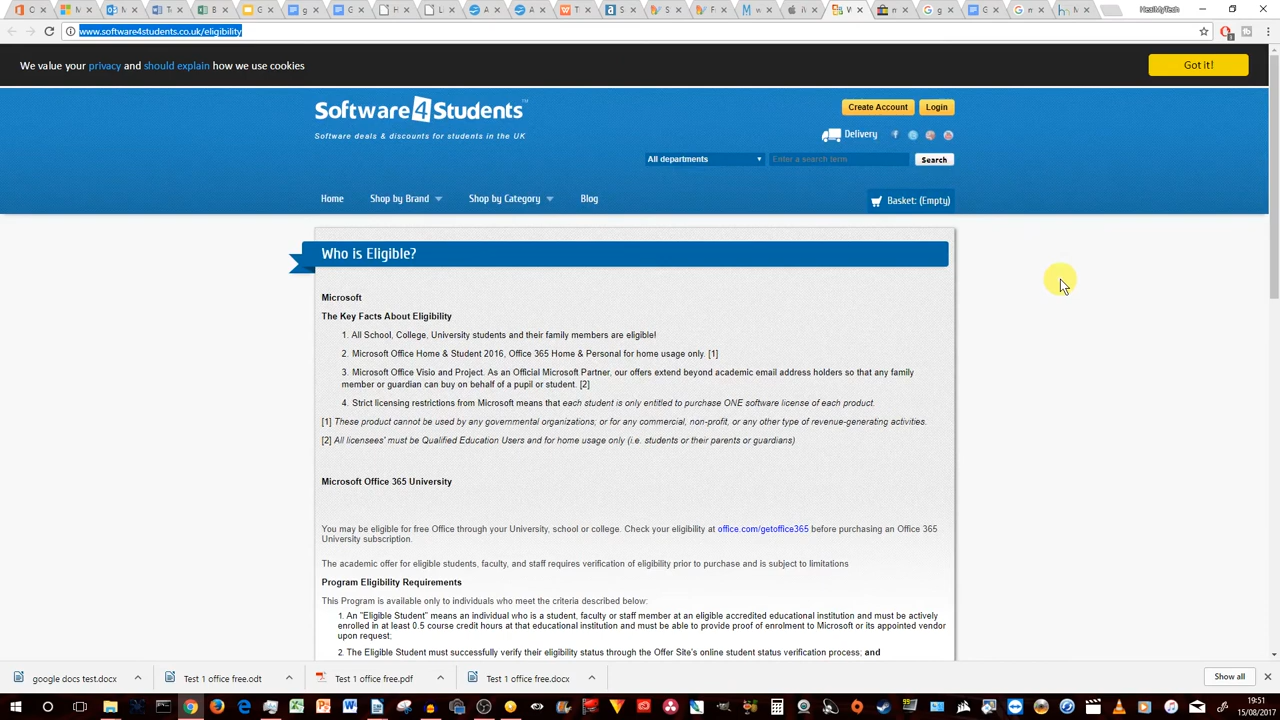 HeatMyTech
www.software4students.co.uk/eligibility
We value your privacy and should explain how we use cookies
Got it!
Software4Students™
Software deals & discounts for students in the UK
Create Account
Login
Delivery
All departments
Enter a search term
Search
Home
Shop by Brand
Shop by Category
Blog
Basket: (Empty)
Who is Eligible?
Microsoft
The Key Facts About Eligibility
1. All School, College, University students and their family members are eligible!
2. Microsoft Office Home & Student 2016, Office 365 Home & Personal for home usage only. [1]
3. Microsoft Office Visio and Project. As an Official Microsoft Partner, our offers extend beyond academic email address holders so that any family
member or guardian can buy on behalf of a pupil or student. [2]
4. Strict licensing restrictions from Microsoft means that each student is only entitled to purchase ONE software license of each product.
[1] These product cannot be used by any governmental organizations; or for any commercial, non-profit, or any other type of revenue-generating activities.
[2] All licensees' must be Qualified Education Users and for home usage only (i.e. students or their parents or guardians)
Microsoft Office 365 University
You may be eligible for free Office through your University, school or college. Check your eligibility at office.com/getoffice365 before purchasing an Office 365
University subscription.
The academic offer for eligible students, faculty, and staff requires verification of eligibility prior to purchase and is subject to limitations
Program Eligibility Requirements
This Program is available only to individuals who meet the criteria described below:
1. An "Eligible Student" means an individual who is a student, faculty or staff member at an eligible accredited educational institution and must be actively
enrolled in at least 0.5 course credit hours at that educational institution and must be able to provide proof of enrolment to Microsoft or its appointed vendor
upon request;
2. The Eligible Student must successfully verify their eligibility status through the Offer Site's online student status verification process; and
google docs test.docx
Test 1 office free.odt
Test 1 office free.pdf
Test 1 office free.docx
Show all
19:51
15/08/2017